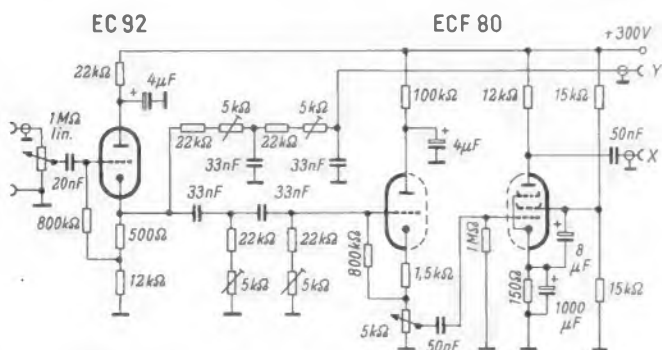 EC 92
ECF 80
+300V
Y
22kΩ
4µF
+
5kΩ
5kΩ
100kΩ
12kΩ
15kΩ
1MΩ
lin.
22kΩ
22kΩ
+
4µF
50nF
X
33nF
33nF
20nF
33nF
33nF
800kΩ
500Ω
22kΩ
22kΩ
800kΩ
1MΩ
+
8
µF
12kΩ
5kΩ
5kΩ
1,5kΩ
150Ω
+
1000
µF
15kΩ
5kΩ
50nF